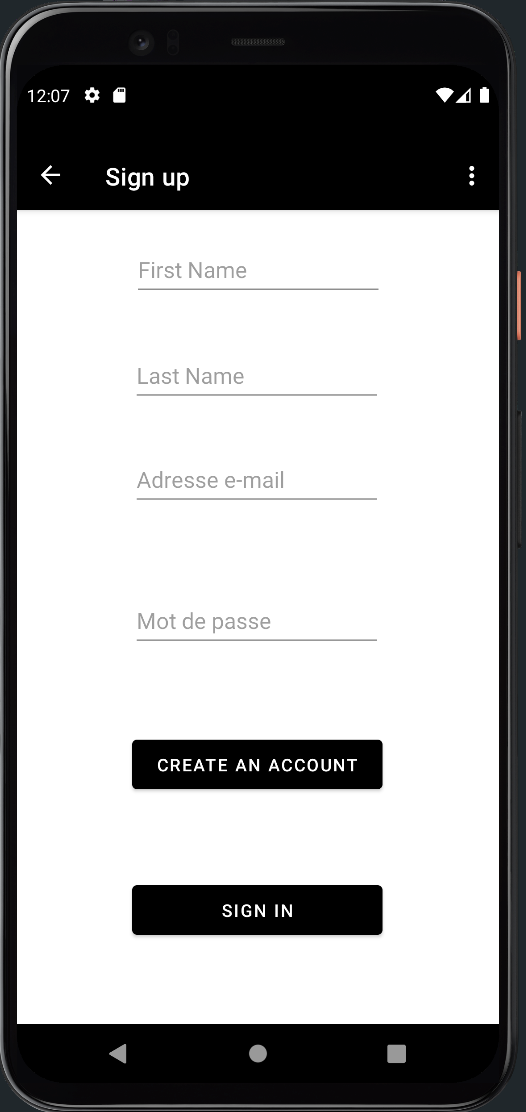 12:07
Sign up
First Name
Last Name
Adresse e-mail
Mot de passe
CREATE AN ACCOUNT
SIGN IN